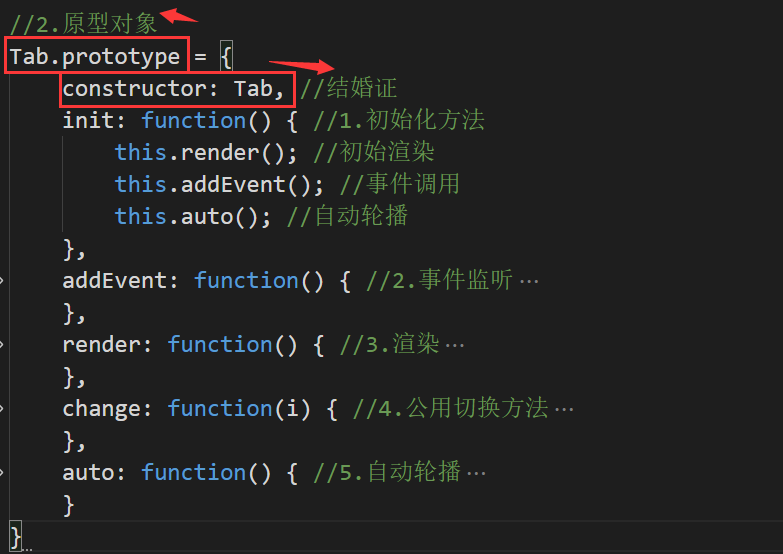 //2.原型对象
Tab.prototype = {
constructor: Tab, //结婚证
init: function() { //1.初始化方法
this.render(); //初始渲染
this.addEvent(); //事件调用
this.auto(); //自动轮播
},
addEvent: function() { //2.事件监听…
},
render: function() { //3.渲染…
},
change: function(i) { //4.公用切换方法…
},
auto: function() { //5.自动轮播…
}
}…